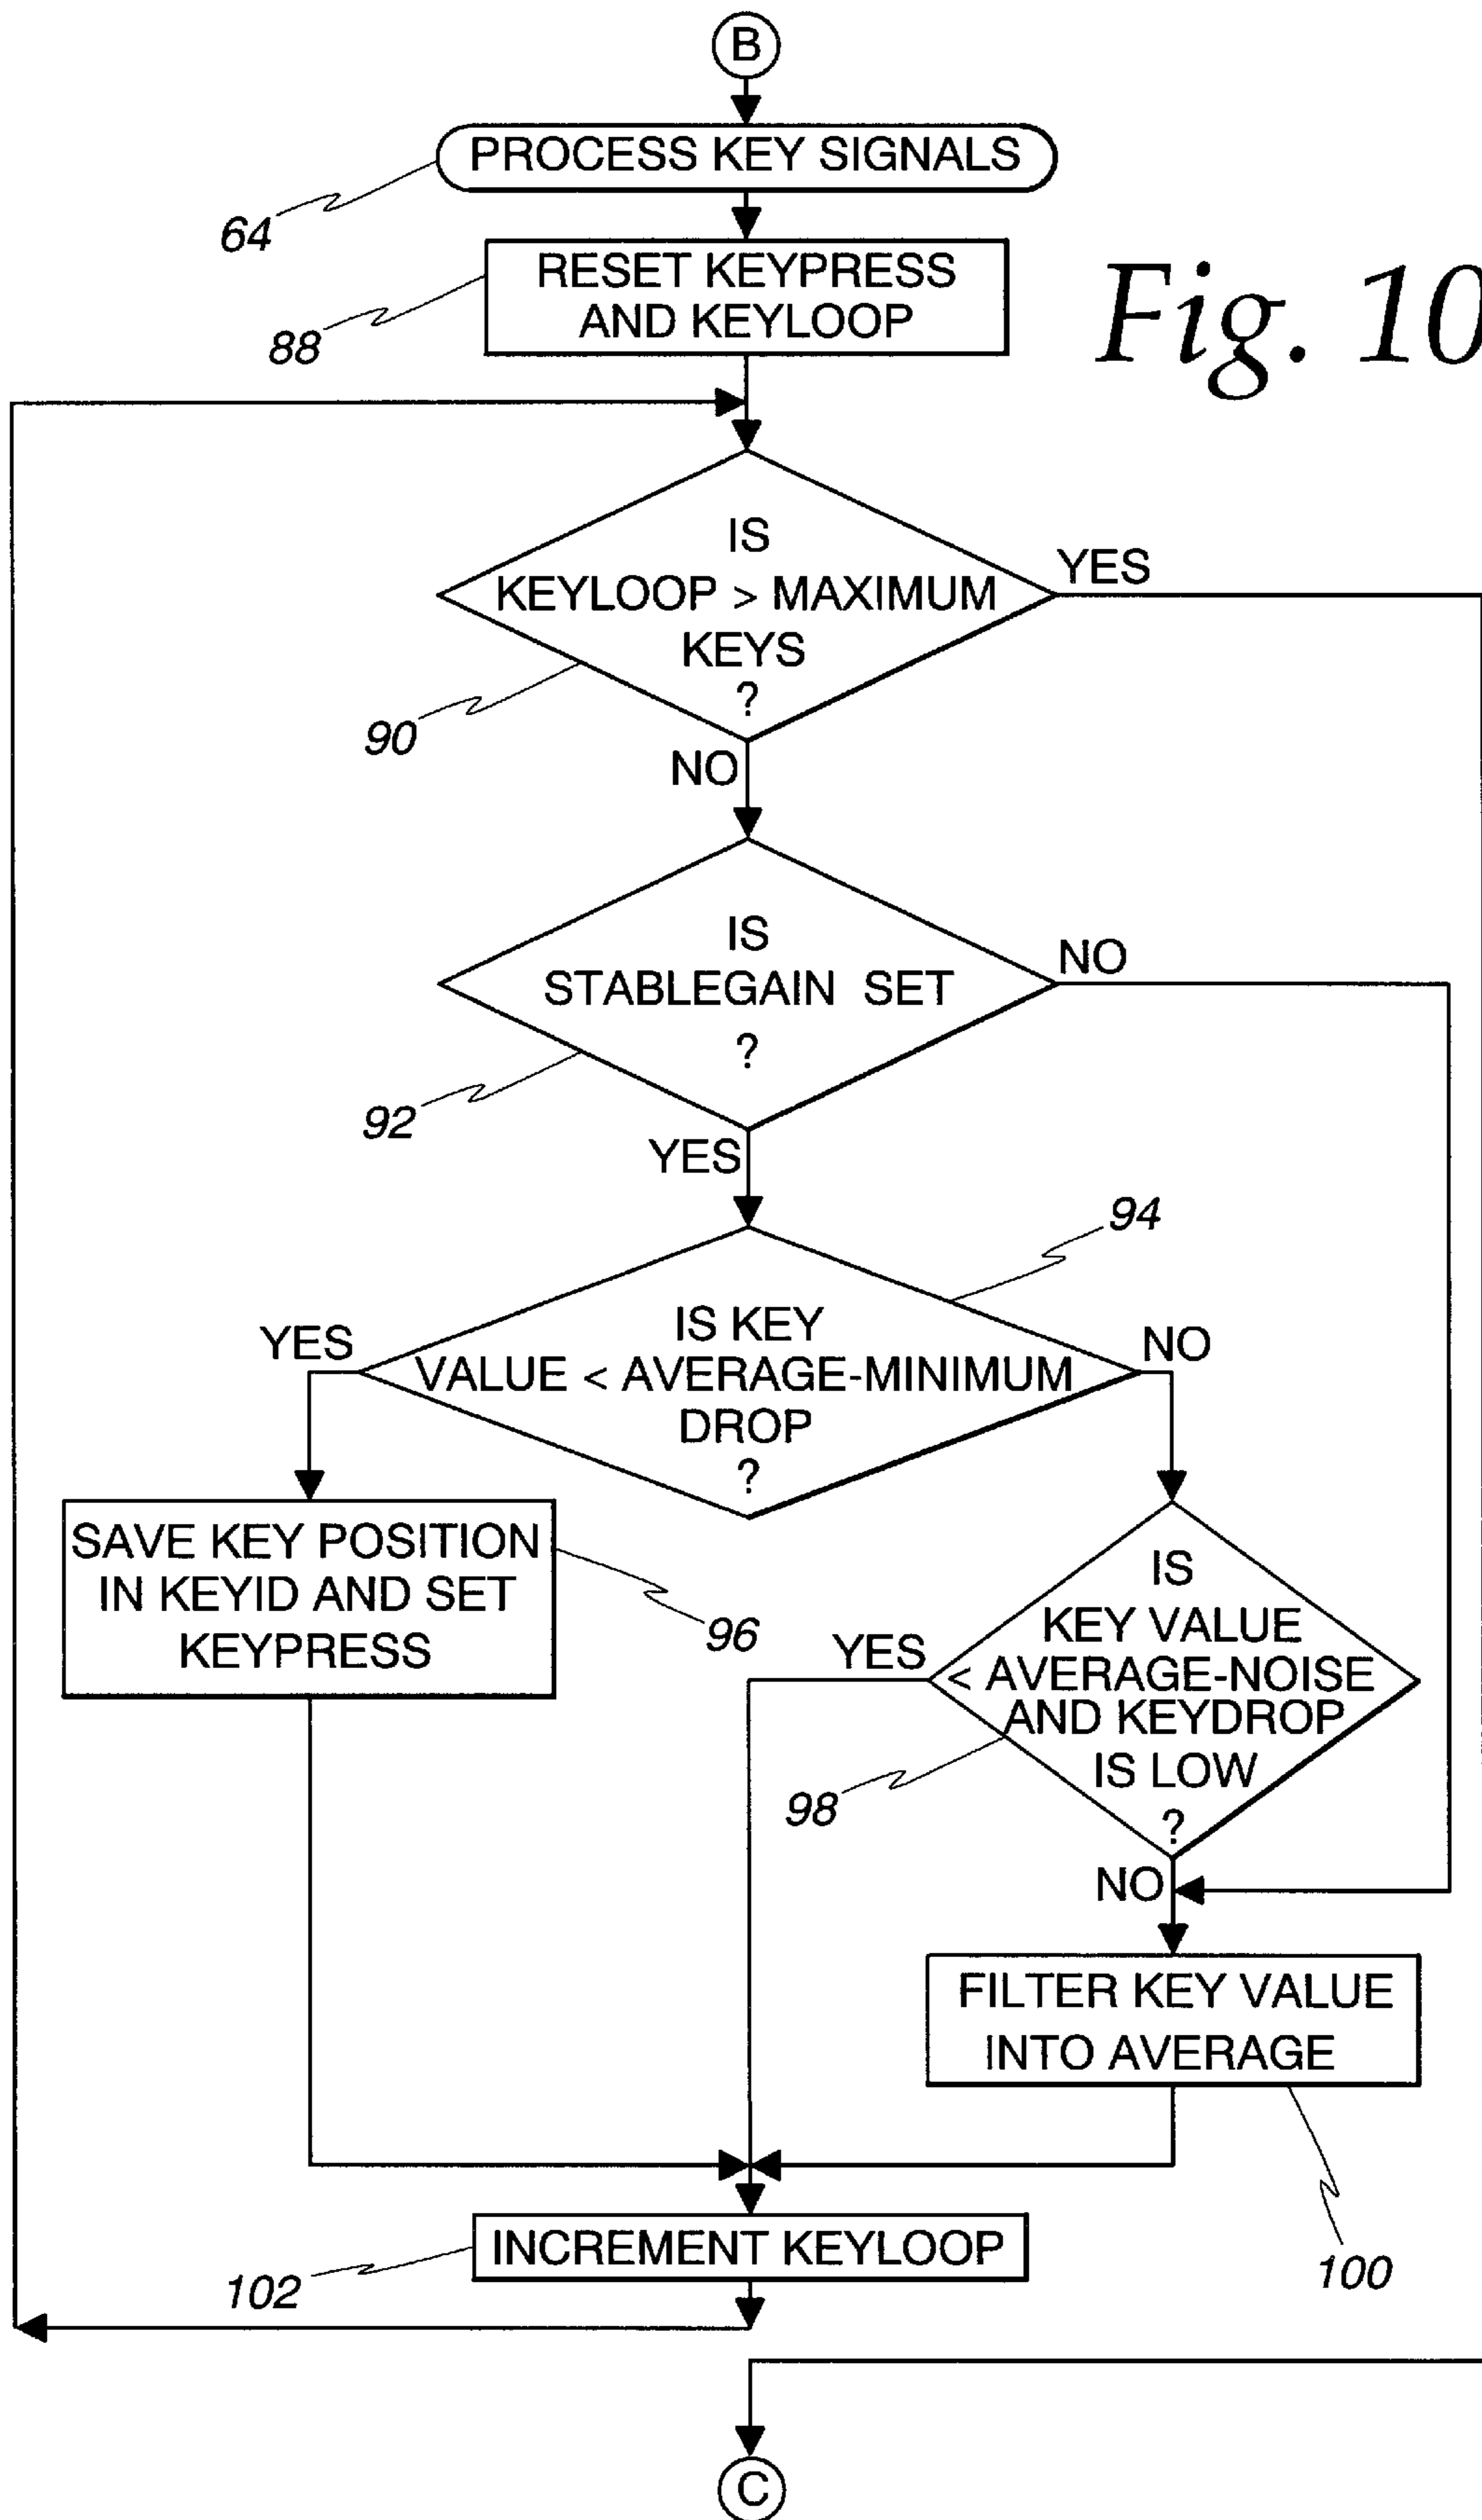 B
PROCESS KEY SIGNALS
64
RESET KEYPRESS
AND KEYLOOP
88
Fig. 10
IS
KEYLOOP > MAXIMUM
KEYS
?
YES
90
NO
IS
STABLEGAIN SET
?
NO
92
YES
94
IS KEY
VALUE < AVERAGE-MINIMUM
DROP
?
YES
NO
SAVE KEY POSITION
IN KEYID AND SET
KEYPRESS
96
IS
KEY VALUE
< AVERAGE-NOISE
AND KEYDROP
IS LOW
?
YES
98
NO
FILTER KEY VALUE
INTO AVERAGE
100
INCREMENT KEYLOOP
102
C